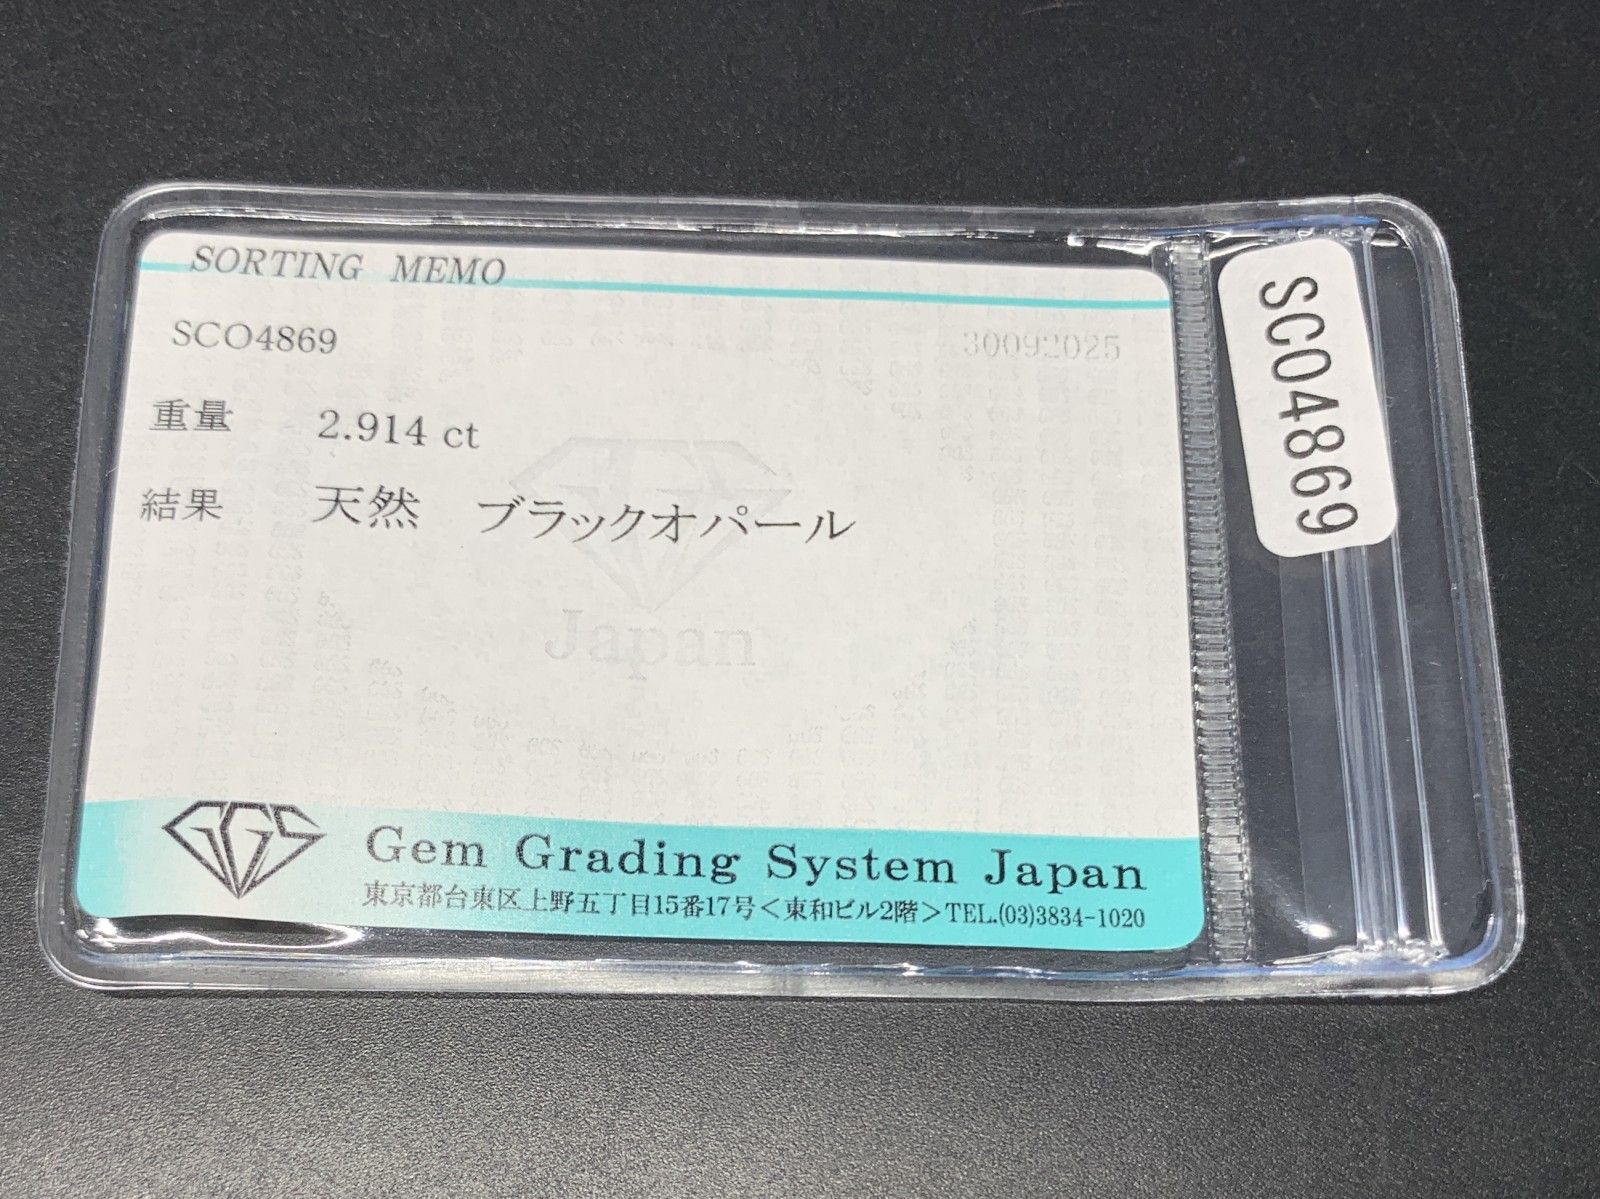 SORTING MEMO
SCO4869 30092025
重量 2.914 ct
結果 天然 ブラックオパール
Japan
GGS
Gem Grading System Japan
東京都台東区上野五丁目15番17号<東和ビル2階>TEL.(03)3834-1020
SCO4869